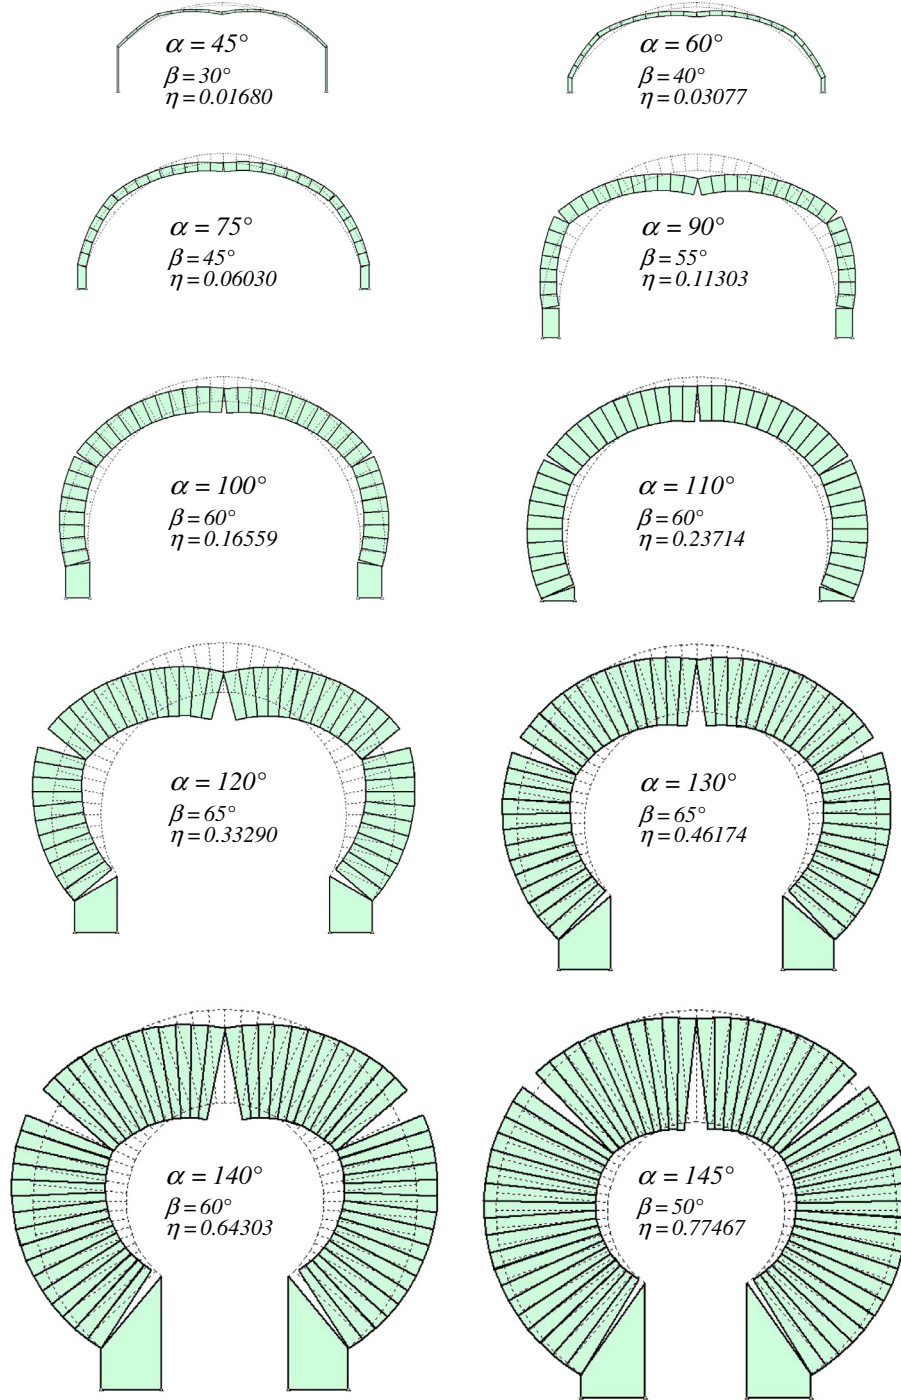 α = 45°
β = 30°
η = 0.01680
α = 60°
β = 40°
η = 0.03077
α = 75°
β = 45°
η = 0.06030
α = 90°
β = 55°
η = 0.11303
α = 100°
β = 60°
η = 0.16559
α = 110°
β = 60°
η = 0.23714
α = 120°
β = 65°
η = 0.33290
α = 130°
β = 65°
η = 0.46174
α = 140°
β = 60°
η = 0.64303
α = 145°
β = 50°
η = 0.77467